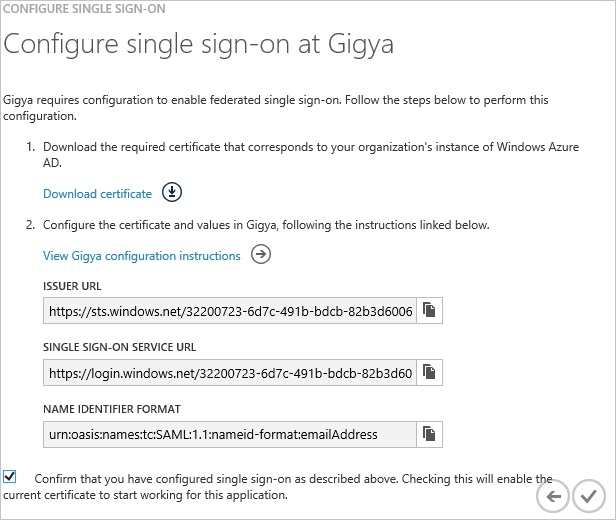 CONFIGURE SINGLE SIGN-ON
Configure single sign-on at Gigya
Gigya requires configuration to enable federated single sign-on. Follow the steps below to perform this
configuration.
1. Download the required certificate that corresponds to your organization's instance of Windows Azure
AD.
Download certificate
2. Configure the certificate and values in Gigya, following the instructions linked below.
View Gigya configuration instructions
ISSUER URL
https://sts.windows.net/32200723-6d7c-491b-bdcb-82b3d6006
SINGLE SIGN-ON SERVICE URL
https://login.windows.net/32200723-6d7c-491b-bdcb-82b3d60
NAME IDENTIFIER FORMAT
urn:oasis:names:tc:SAML:1.1:nameid-format:emailAddress
Confirm that you have configured single sign-on as described above. Checking this will enable the
current certificate to start working for this application.